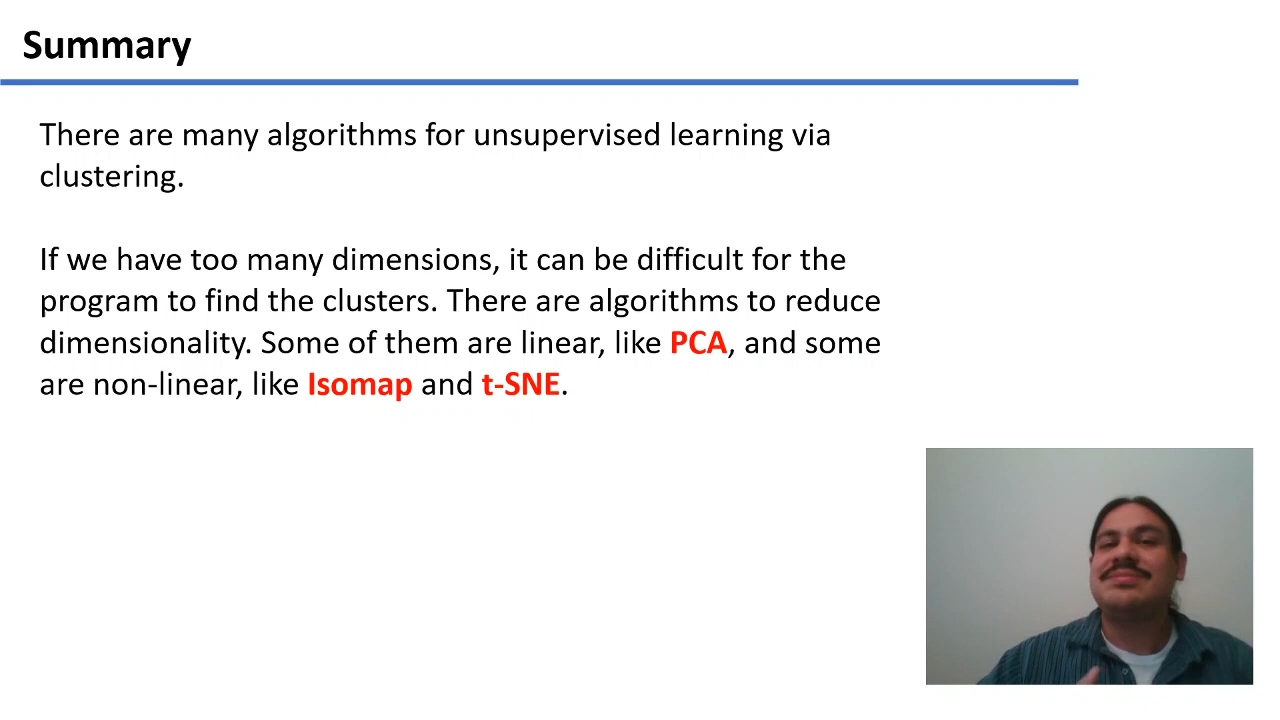 Summary
There are many algorithms for unsupervised learning via
clustering.
If we have too many dimensions, it can be difficult for the
program to find the clusters. There are algorithms to reduce
dimensionality. Some of them are linear, like PCA, and some
are non-linear, like Isomap and t-SNE.